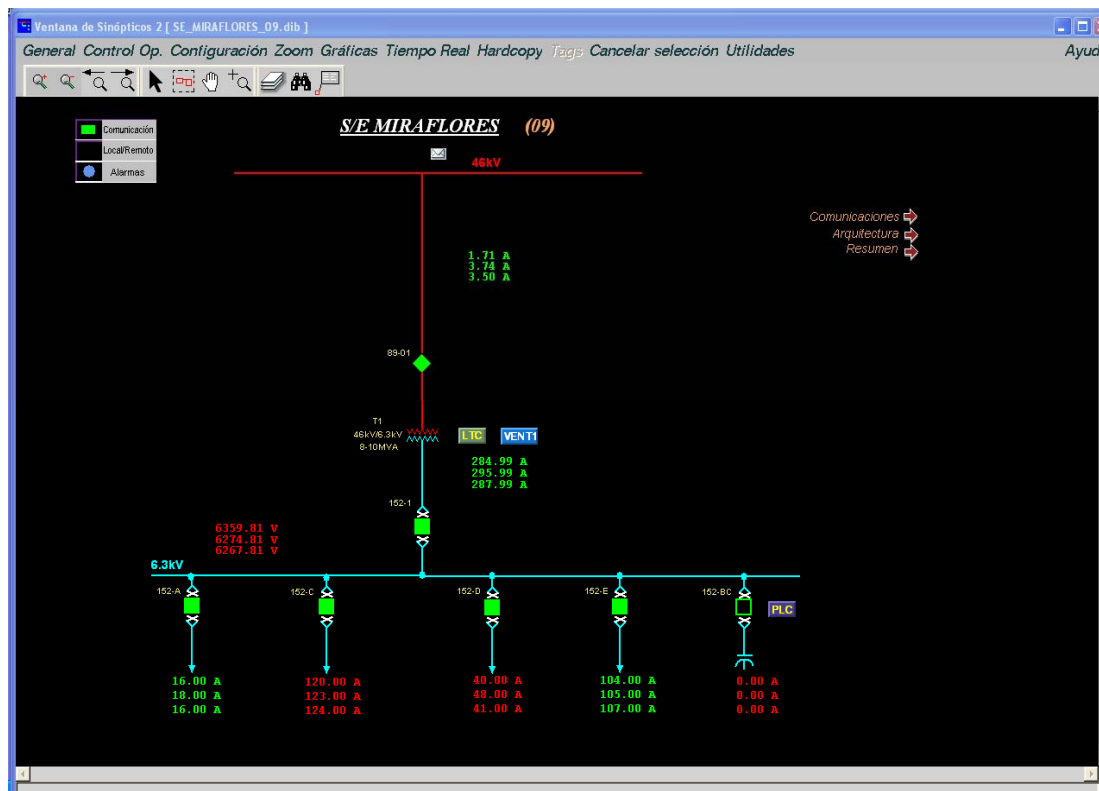 Ventana de Sinópticos 2 [ SE_MIRAFLORES_09.dib ]
General Control Op. Configuración Zoom Gráficas Tiempo Real Hardcopy Tags Cancelar selección Utilidades Ayud
Comunicación
Local/Remoto
Alarmas
S/E MIRAFLORES (09)
46kV
Comunicaciones
Arquitectura
Resumen
1.71 A
3.74 A
3.50 A
89-01
T1
46kV/6.3kV
8-10MVA
LTC VENT1
284.99 A
295.99 A
287.99 A
152-1
6359.81 V
6274.81 V
6267.81 V
6.3kV
152-A 152-C 152-D 152-E 152-BC
PLC
16.00 A 120.00 A 40.00 A 104.00 A 0.00 A
18.00 A 123.00 A 48.00 A 105.00 A 0.00 A
16.00 A 124.00 A 41.00 A 107.00 A 0.00 A